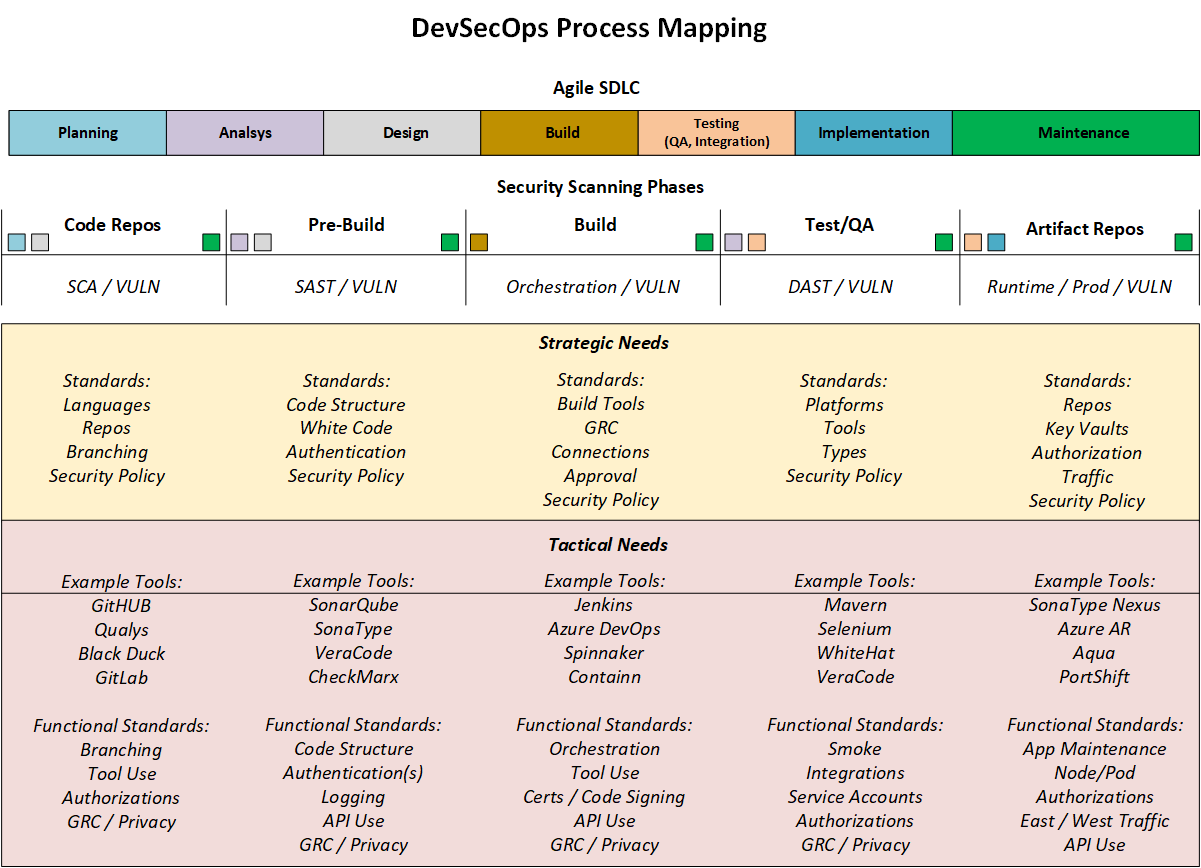 DevSecOps Process Mapping
Agile SDLC
Planning
Analsys
Design
Build
Testing
(QA, Integration)
Implementation
Maintenance
Security Scanning Phases
Code Repos
Pre-Build
Build
Test/QA
Artifact Repos
SCA / VULN
SAST / VULN
Orchestration / VULN
DAST / VULN
Runtime / Prod / VULN
Strategic Needs
Standards:
Languages
Repos
Branching
Security Policy
Standards:
Code Structure
White Code
Authentication
Security Policy
Standards:
Build Tools
GRC
Connections
Approval
Security Policy
Standards:
Platforms
Tools
Types
Security Policy
Standards:
Repos
Key Vaults
Authorization
Traffic
Security Policy
Tactical Needs
Example Tools:
GitHUB
Qualys
Black Duck
GitLab
Functional Standards:
Branching
Tool Use
Authorizations
GRC / Privacy
Example Tools:
SonarQube
SonaType
VeraCode
CheckMarx
Functional Standards:
Code Structure
Authentication(s)
Logging
API Use
GRC / Privacy
Example Tools:
Jenkins
Azure DevOps
Spinnaker
Containn
Functional Standards:
Orchestration
Tool Use
Certs / Code Signing
API Use
GRC / Privacy
Example Tools:
Mavern
Selenium
WhiteHat
VeraCode
Functional Standards:
Smoke
Integrations
Service Accounts
Authorizations
GRC / Privacy
Example Tools:
SonaType Nexus
Azure AR
Aqua
PortShift
Functional Standards:
App Maintenance
Node/Pod
Authorizations
East / West Traffic
API Use